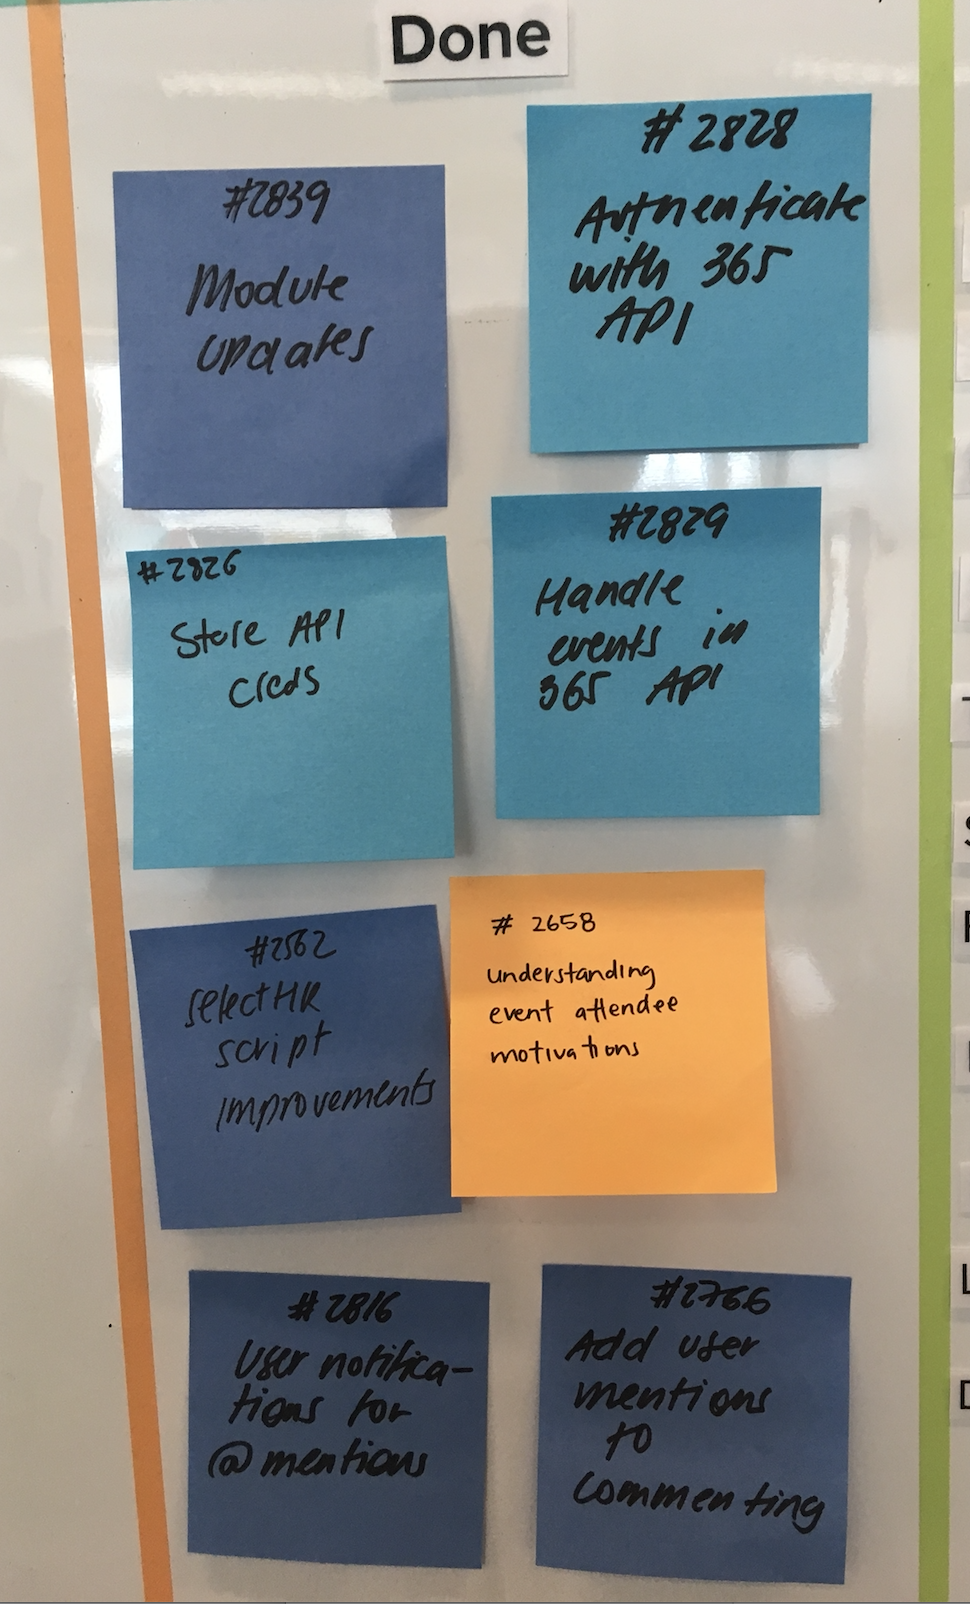 Done
#2839
Module
updates
# 2828
Authenticate
with 365
API
#2826
Store API
creds
#2829
Handle
events in
365 API
#2562
selectHR
script
improvements
# 2658
understanding
event attendee
motivations
#2816
User notifica-
tions for
@mentions
#2766
Add user
mentions
to
commenting